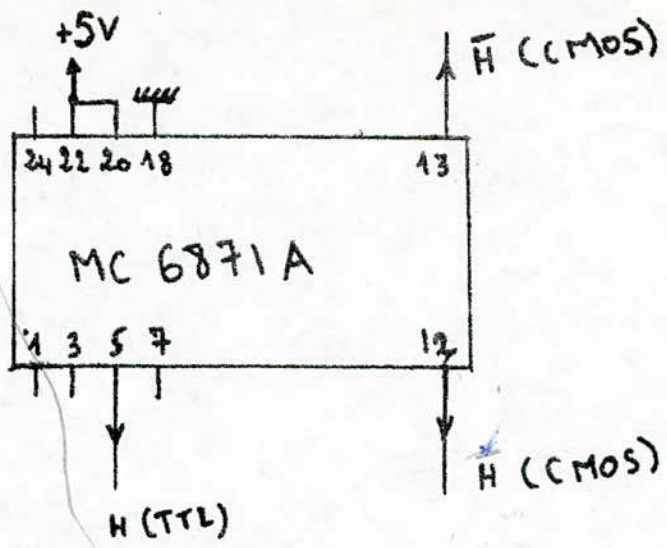 +5V
H̅ (CMOS)
24 22 20 18 13
MC 6871A
1 3 5 7 12
H (CMOS)
H (TTL)